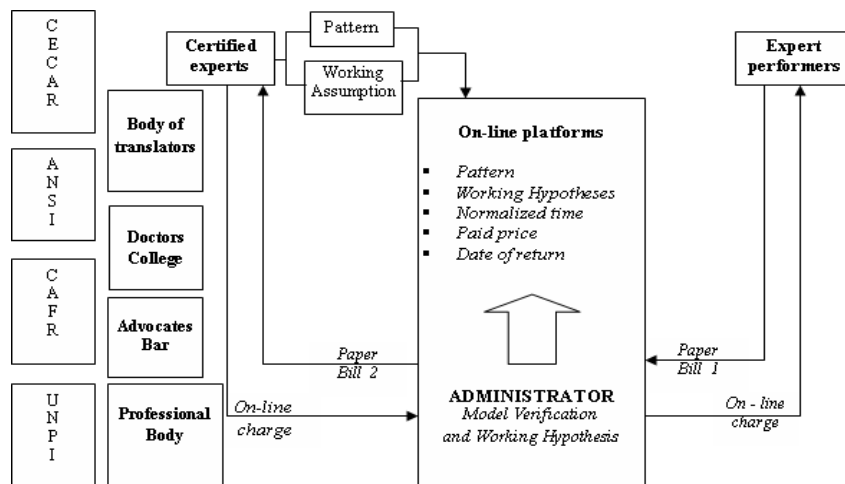 C
E
C
A
R
A
N
S
I
C
A
F
R
U
N
P
I
Body of
translators
Doctors
College
Advocates
Bar
Professional
Body
Certified
experts
Pattern
Working
Assumption
Expert
performers
On-line platforms
▪ Pattern
▪ Working Hypotheses
▪ Normalized time
▪ Paid price
▪ Date of return
ADMINISTRATOR
Model Verification
and Working Hypothesis
Paper
Bill 2
On-line
charge
Paper
Bill 1
On - line
charge